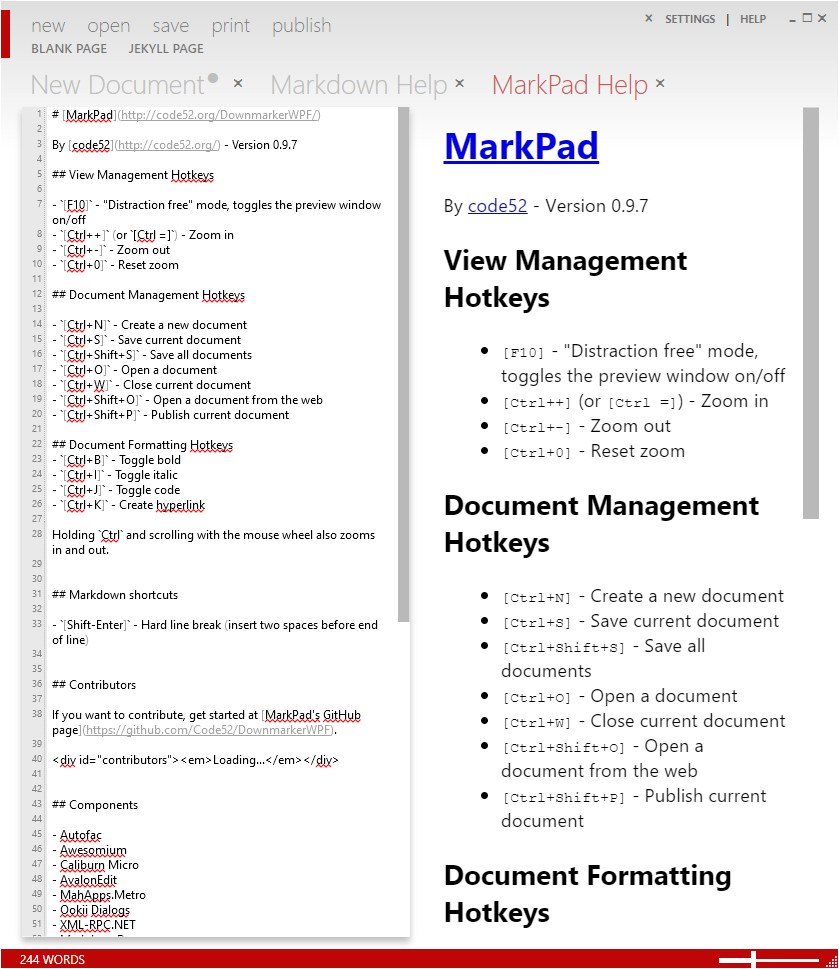 new open save print publish
× SETTINGS | HELP
BLANK PAGE JEKYLL PAGE
New Document × Markdown Help × MarkPad Help ×
1 # [MarkPad](http://code52.org/DownmarkerWPF/)
2
3 By [code52](http://code52.org/) - Version 0.9.7
4
5 ## View Management Hotkeys
6
7 - `[F10]` - "Distraction free" mode, toggles the preview window
on/off
8 - `[Ctrl++]` (or `[Ctrl =]`) - Zoom in
9 - `[Ctrl+-]` - Zoom out
10 - `[Ctrl+0]` - Reset zoom
11
12 ## Document Management Hotkeys
13
14 - `[Ctrl+N]` - Create a new document
15 - `[Ctrl+S]` - Save current document
16 - `[Ctrl+Shift+S]` - Save all documents
17 - `[Ctrl+O]` - Open a document
18 - `[Ctrl+W]` - Close current document
19 - `[Ctrl+Shift+O]` - Open a document from the web
20 - `[Ctrl+Shift+P]` - Publish current document
21
22 ## Document Formatting Hotkeys
23 - `[Ctrl+B]` - Toggle bold
24 - `[Ctrl+I]` - Toggle italic
25 - `[Ctrl+J]` - Toggle code
26 - `[Ctrl+K]` - Create hyperlink
27
28 Holding `Ctrl` and scrolling with the mouse wheel also zooms
in and out.
29
30
31 ## Markdown shortcuts
32
33 - `[Shift-Enter]` - Hard line break (insert two spaces before end
of line)
34
35
36 ## Contributors
37
38 If you want to contribute, get started at [MarkPad's GitHub
page](https://github.com/Code52/DownmarkerWPF).
39
40 <div id="contributors"><em>Loading...</em></div>
41
42
43 ## Components
44
45 - Autofac
46 - Awesomium
47 - Caliburn Micro
48 - AvalonEdit
49 - MahApps.Metro
50 - Ookii Dialogs
51 - XML-RPC.NET
MarkPad
By code52 - Version 0.9.7
View Management
Hotkeys
• [F10] - "Distraction free" mode,
toggles the preview window on/off
• [Ctrl++] (or [Ctrl =]) - Zoom in
• [Ctrl+-] - Zoom out
• [Ctrl+0] - Reset zoom
Document Management
Hotkeys
• [Ctrl+N] - Create a new document
• [Ctrl+S] - Save current document
• [Ctrl+Shift+S] - Save all
documents
• [Ctrl+O] - Open a document
• [Ctrl+W] - Close current document
• [Ctrl+Shift+O] - Open a
document from the web
• [Ctrl+Shift+P] - Publish current
document
Document Formatting
Hotkeys
244 WORDS